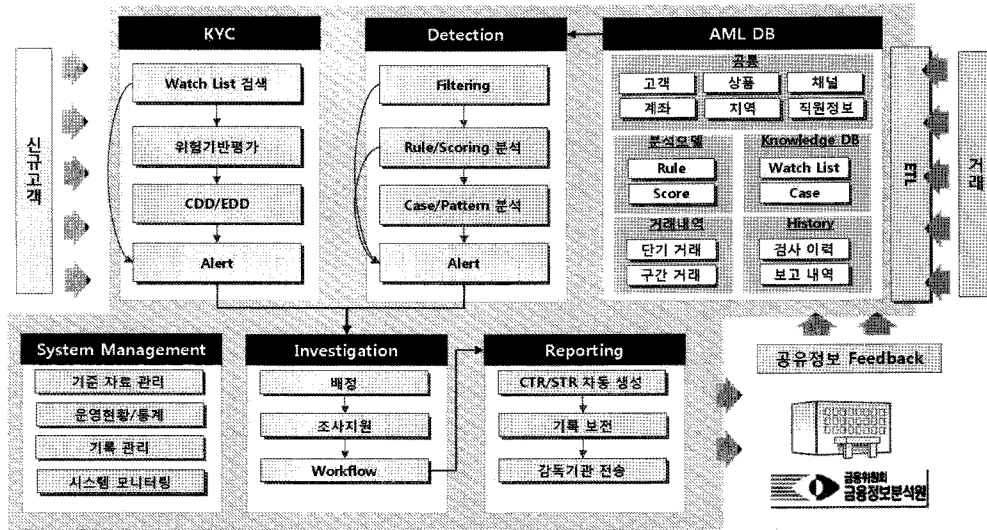 KYC
Detection
AML DB
신규고객
Watch List 검색
위험기반평가
CDD/EDD
Alert
Filtering
Rule/Scoring 분석
Case/Pattern 분석
Alert
공통
고객
상품
채널
계좌
지역
직원정보
분석모델
Rule
Score
Knowledge DB
Watch List
Case
거래내역
단기 거래
구간 거래
History
검사 이력
보고 내역
ETL
거래
System Management
기준 자료 관리
운영현황/통계
기록 관리
시스템 모니터링
Investigation
배정
조사지원
Workflow
Reporting
CTR/STR 자동 생성
기록 보전
감독기관 전송
공유정보 Feedback
금융위원회
금융정보분석원